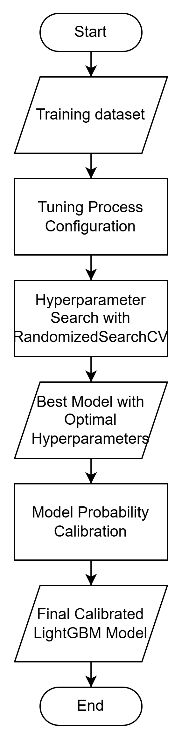 Start
Training dataset
Tuning Process
Configuration
Hyperparameter
Search with
RandomizedSearchCV
Best Model with
Optimal
Hyperparameters
Model Probability
Calibration
Final Calibrated
LightGBM Model
End